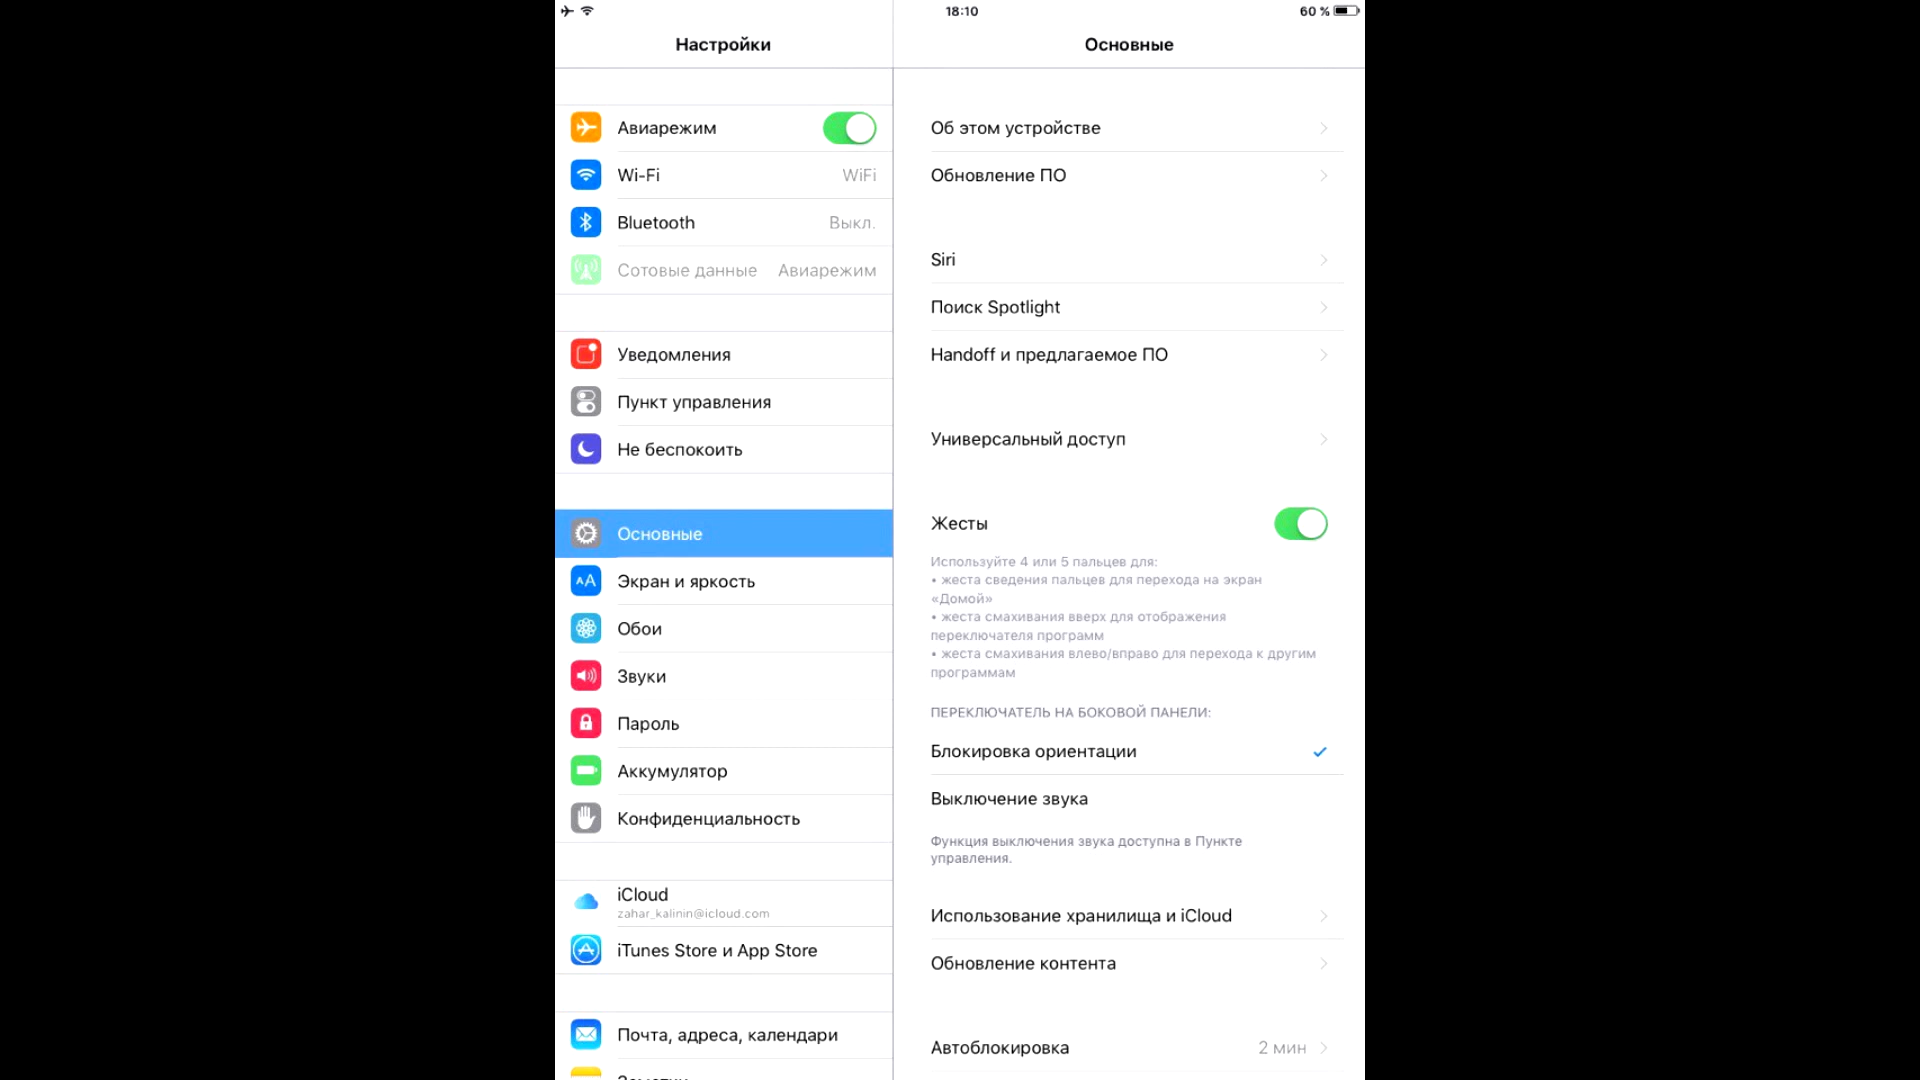 18:10
60 %
Настройки
Авиарежим
Wi-Fi
WiFi
Bluetooth
Выкл.
Сотовые данные
Авиарежим
Уведомления
Пункт управления
Не беспокоить
Основные
Экран и яркость
Обои
Звуки
Пароль
Аккумулятор
Конфиденциальность
iCloud
zahar_kalinin@icloud.com
iTunes Store и App Store
Почта, адреса, календари
Основные
Об этом устройстве
Обновление ПО
Siri
Поиск Spotlight
Handoff и предлагаемое ПО
Универсальный доступ
Жесты
Используйте 4 или 5 пальцев для:
• жеста сведения пальцев для перехода на экран
«Домой»
• жеста смахивания вверх для отображения
переключателя программ
• жеста смахивания влево/вправо для перехода к другим
программам
ПЕРЕКЛЮЧАТЕЛЬ НА БОКОВОЙ ПАНЕЛИ:
Блокировка ориентации
Выключение звука
Функция выключения звука доступна в Пункте
управления.
Использование хранилища и iCloud
Обновление контента
Автоблокировка
2 мин